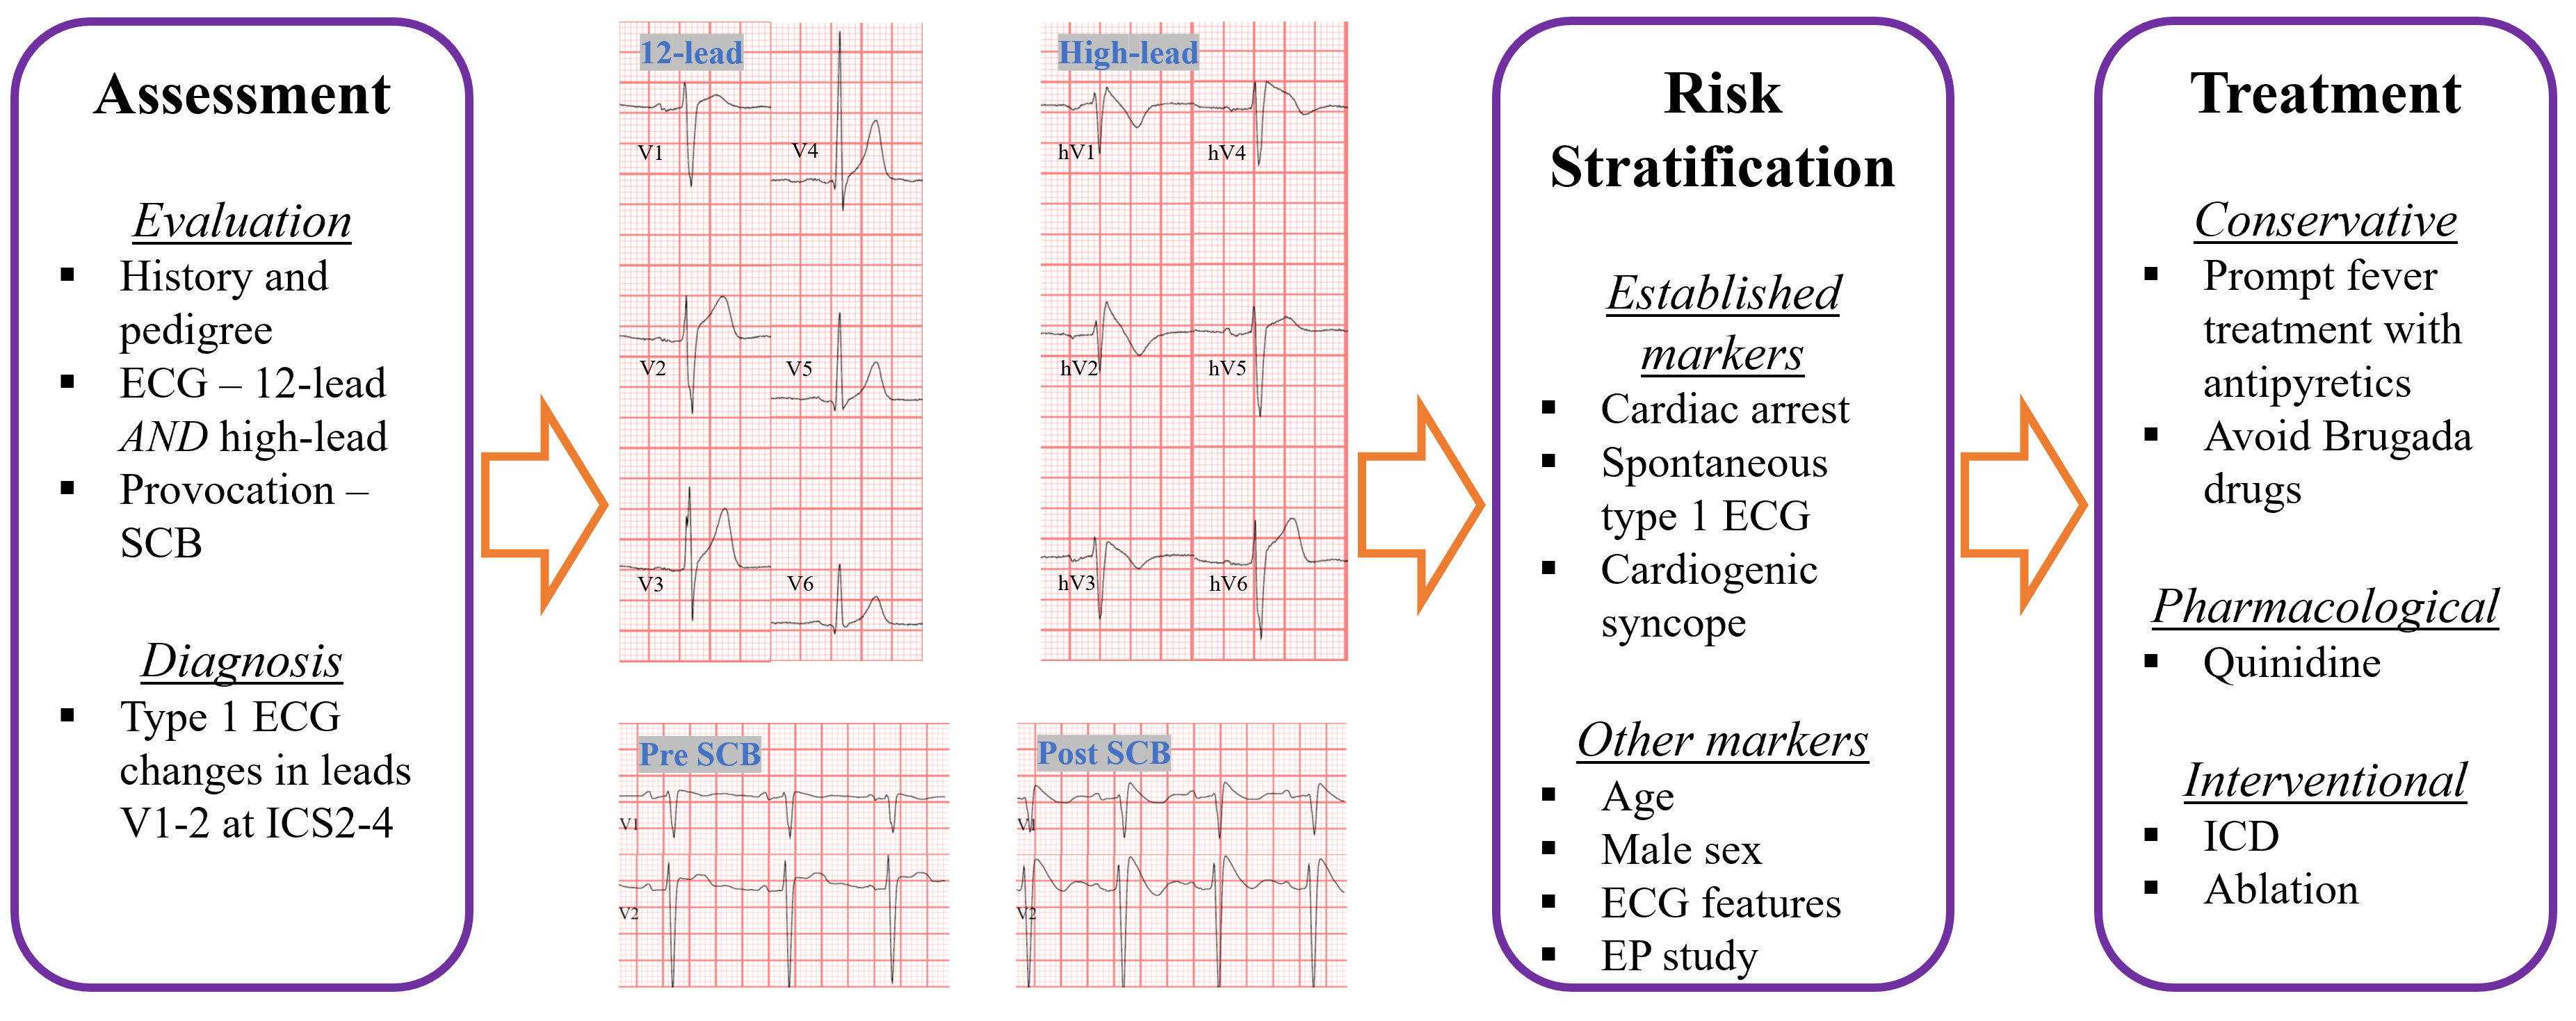 Assessment
Evaluation
▪ History and
pedigree
▪ ECG – 12-lead
AND high-lead
▪ Provocation –
SCB
Diagnosis
▪ Type 1 ECG
changes in leads
V1-2 at ICS2-4
12-lead
V1
V4
V2
V5
V3
V6
High-lead
hV1
hV4
hV2
hV5
hV3
hV6
Pre SCB
V1
V2
Post SCB
V1
V2
Risk
Stratification
Established
markers
▪ Cardiac arrest
▪ Spontaneous
type 1 ECG
▪ Cardiogenic
syncope
Other markers
▪ Age
▪ Male sex
▪ ECG features
▪ EP study
Treatment
Conservative
▪ Prompt fever
treatment with
antipyretics
▪ Avoid Brugada
drugs
Pharmacological
▪ Quinidine
Interventional
▪ ICD
▪ Ablation